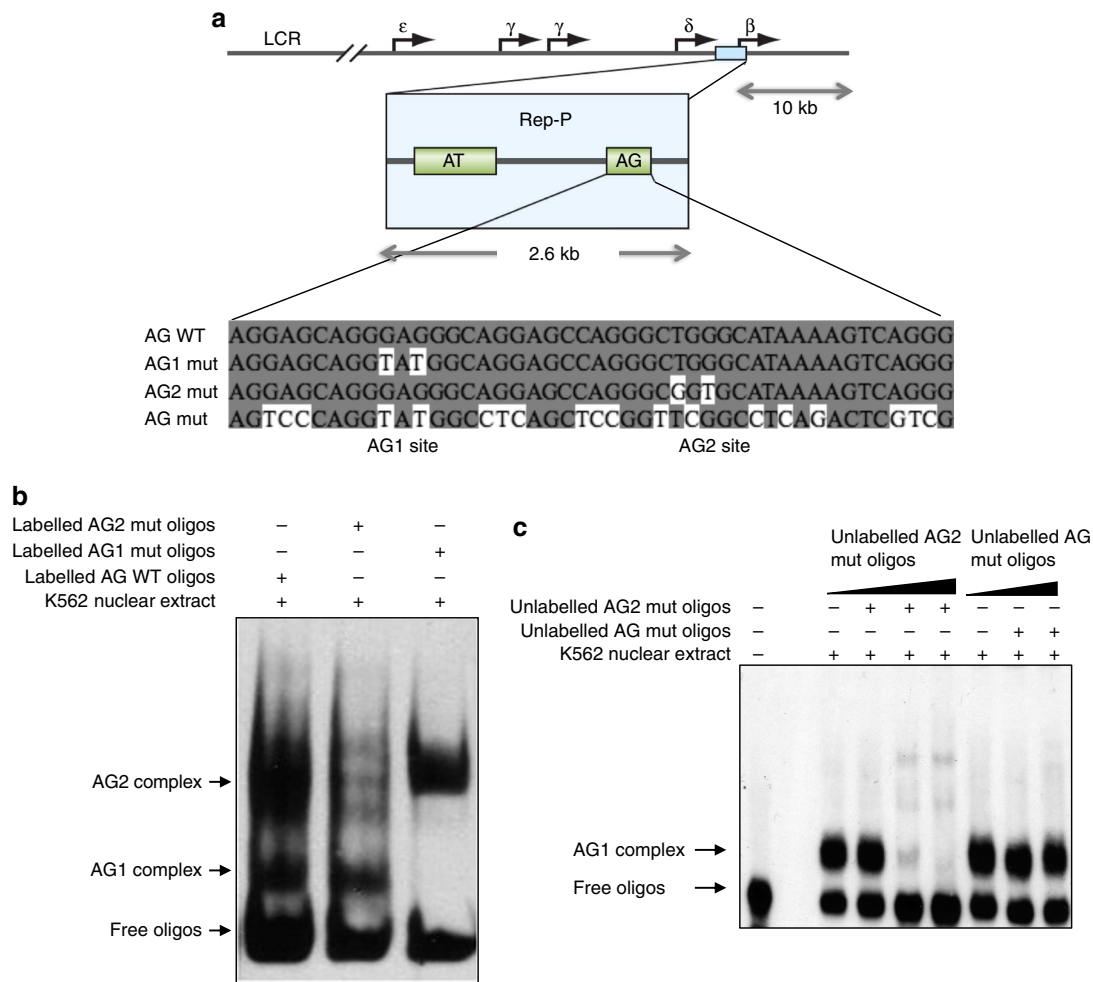 a
LCR
ε
γ
γ
δ
β
10 kb
Rep-P
AT
AG
2.6 kb
AG WT AGGAGCAGGGAGGGCAGGAGCCAGGGCTGGGCATAAAAGTCAGGG
AG1 mut AGGAGCAGGTATGGCAGGAGCCAGGGCTGGGCATAAAAGTCAGGG
AG2 mut AGGAGCAGGGAGGGCAGGAGCCAGGGCGGTGCATAAAAGTCAGGG
AG mut AGTCCCAGGTATGGCCTCAGCTCCGGTTCGGCCTCAGACTCGTCG
AG1 site AG2 site
b
Labelled AG2 mut oligos – + –
Labelled AG1 mut oligos – – +
Labelled AG WT oligos + – –
K562 nuclear extract + + +
AG2 complex
AG1 complex
Free oligos
c
Unlabelled AG2 mut oligos
Unlabelled AG mut oligos
Unlabelled AG2 mut oligos – – + + + – – –
Unlabelled AG mut oligos – – – – – – + +
K562 nuclear extract – + + + + + + +
AG1 complex
Free oligos